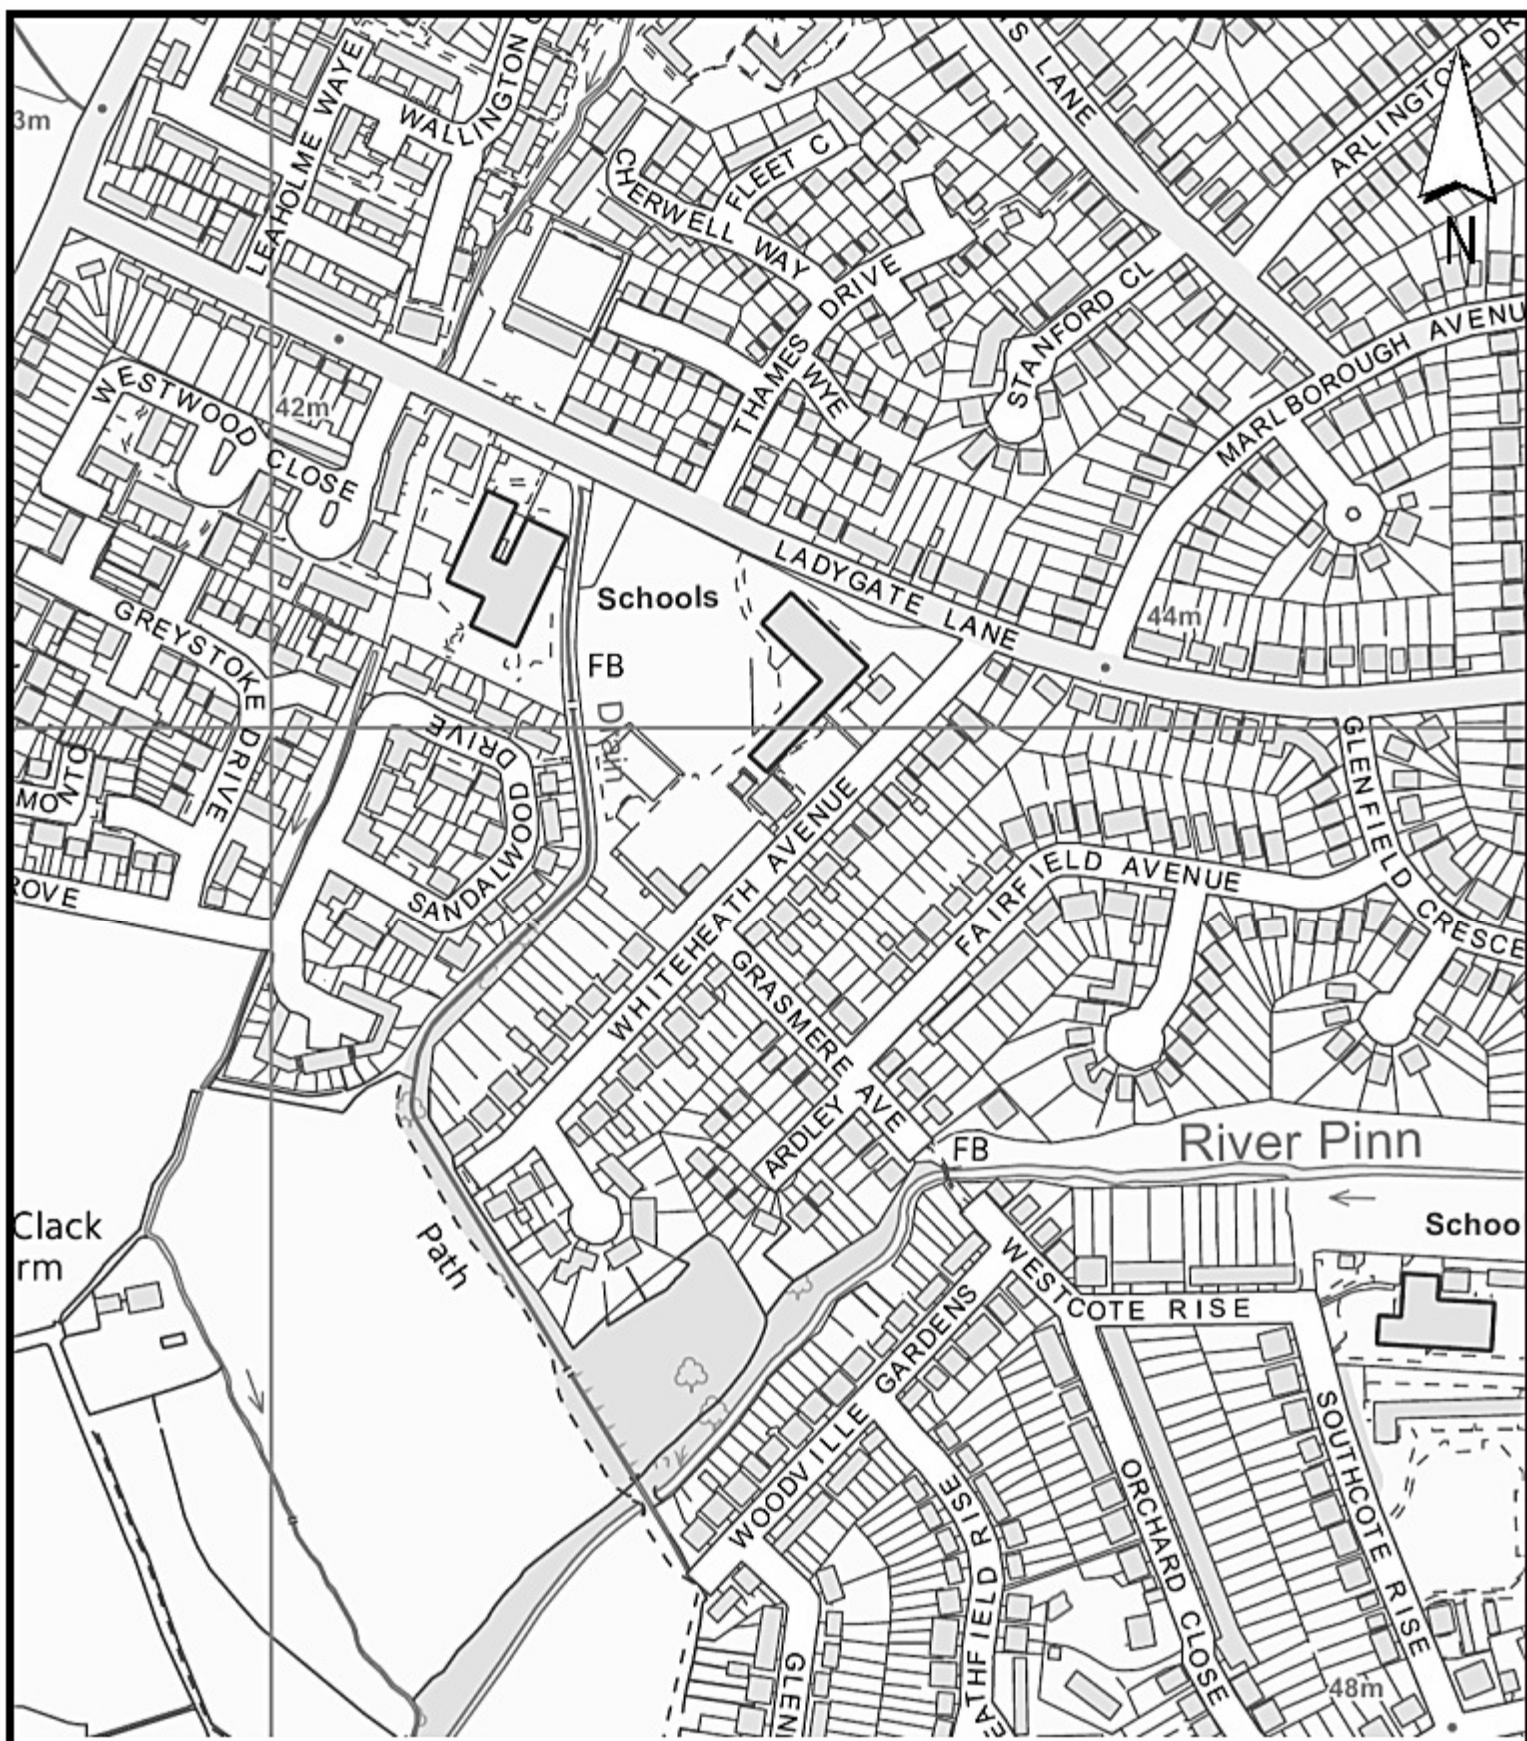 S LANE
ARLINGTON DR
3m
LEAHOLME WAYE
WALLINGTON
CHERWELL WAY
FLEET C
N
THAMES DRIVE
WYE
STANFORD CL
MARLBOROUGH AVENU
WESTWOOD CLOSE
42m
LADYGATE LANE
Schools
44m
GREYSTOKE DRIVE
FB
Drain
SANDALWOOD DRIVE
MO
NTO
ROVE
WHITEHEATH AVENUE
GLENFIELD CRESCE
FAIRFIELD AVENUE
GRASMERE AVE
ARDLEY
FB
River Pinn
Clack
rm
Path
Schoo
WESTCOTE RISE
WOODVILLE GARDENS
SOUTHCOTE RISE
ORCHARD CLOSE
EATHFIELD RISE
GLEN
48m